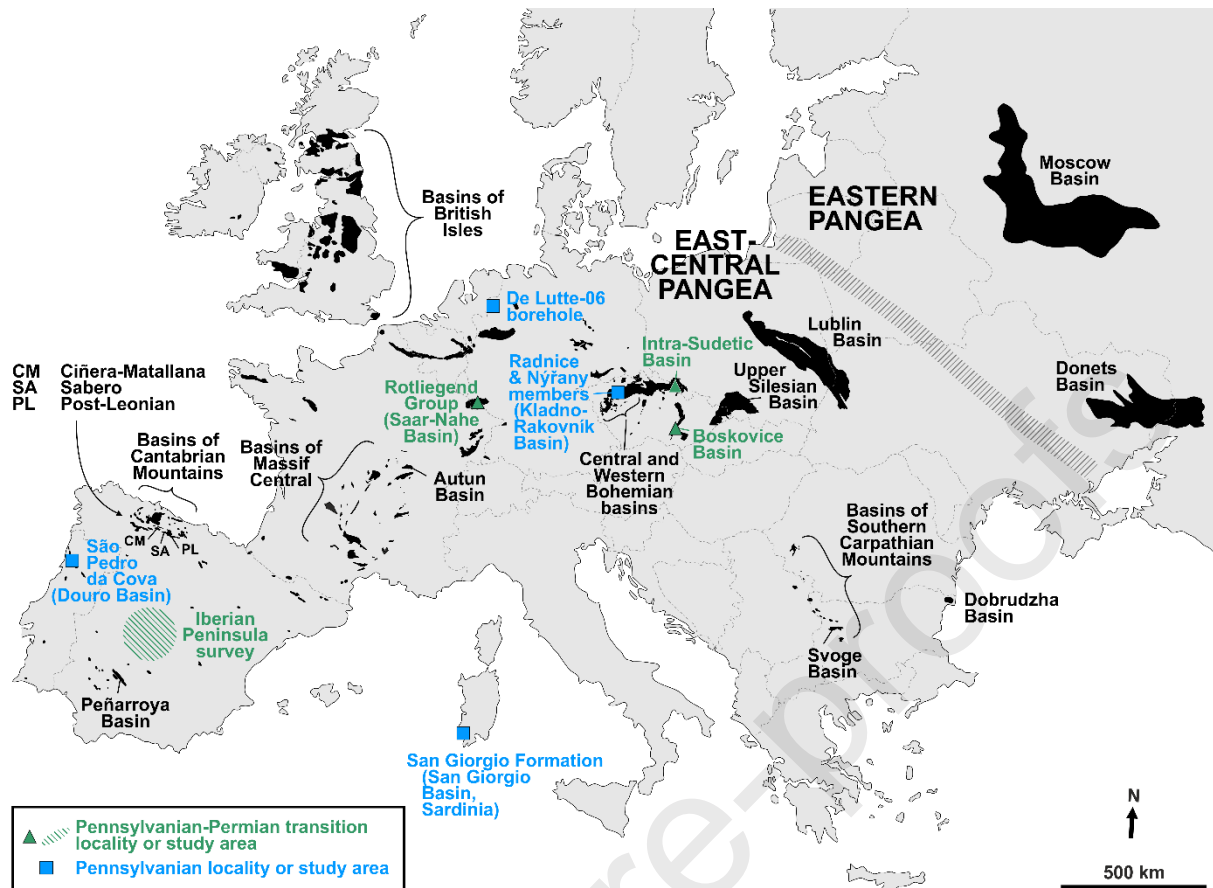 Basins of
British
Isles
EASTERN
PANGEA
Moscow
Basin
EAST-
CENTRAL
PANGEA
De Lutte-06
borehole
Lublin
Basin
Intra-Sudetic
Basin
Radnice
& Nýřany
members
(Kladno-
Rakovník
Basin)
Upper
Silesian
Basin
Donets
Basin
CM Ciñera-Matallana
SA Sabero
PL Post-Leonian
Rotliegend
Group
(Saar-Nahe
Basin)
Boskovice
Basin
Basins of
Cantabrian
Mountains
Basins of
Massif
Central
Autun
Basin
Central and
Western
Bohemian
basins
Basins of
Southern
Carpathian
Mountains
CM
SA
PL
São
Pedro
da Cova
(Douro Basin)
Iberian
Peninsula
survey
Dobrudzha
Basin
Svoge
Basin
Peñarroya
Basin
San Giorgio Formation
(San Giorgio
Basin,
Sardinia)
Pennsylvanian-Permian transition
locality or study area
Pennsylvanian locality or study area
N
500 km
re-proofs